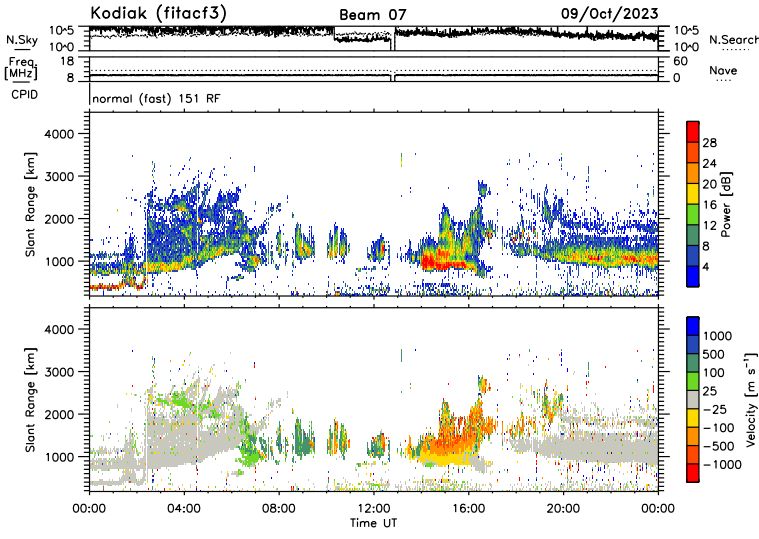 Kodiak (fitacf3) Beam 07 09/Oct/2023
N.Sky 10^5 10^0 10^5 10^0 N.Search
Freq. [MHz] 18 8 60 0 Nave
CPID normal (fast) 151 RF
Slant Range [km] 4000 3000 2000 1000
Power [dB] 28 24 20 16 12 8 4
Slant Range [km] 4000 3000 2000 1000
Velocity [m s^-1] 1000 500 100 25 −25 −100 −500 −1000
00:00 04:00 08:00 12:00 16:00 20:00 00:00
Time UT